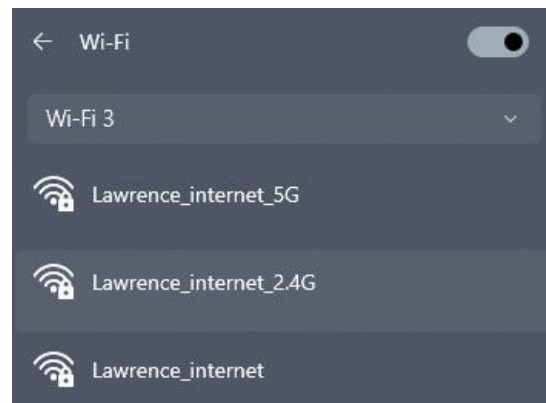 Wi-Fi
Wi-Fi 3
Lawrence_internet_5G
Lawrence_internet_2.4G
Lawrence_internet